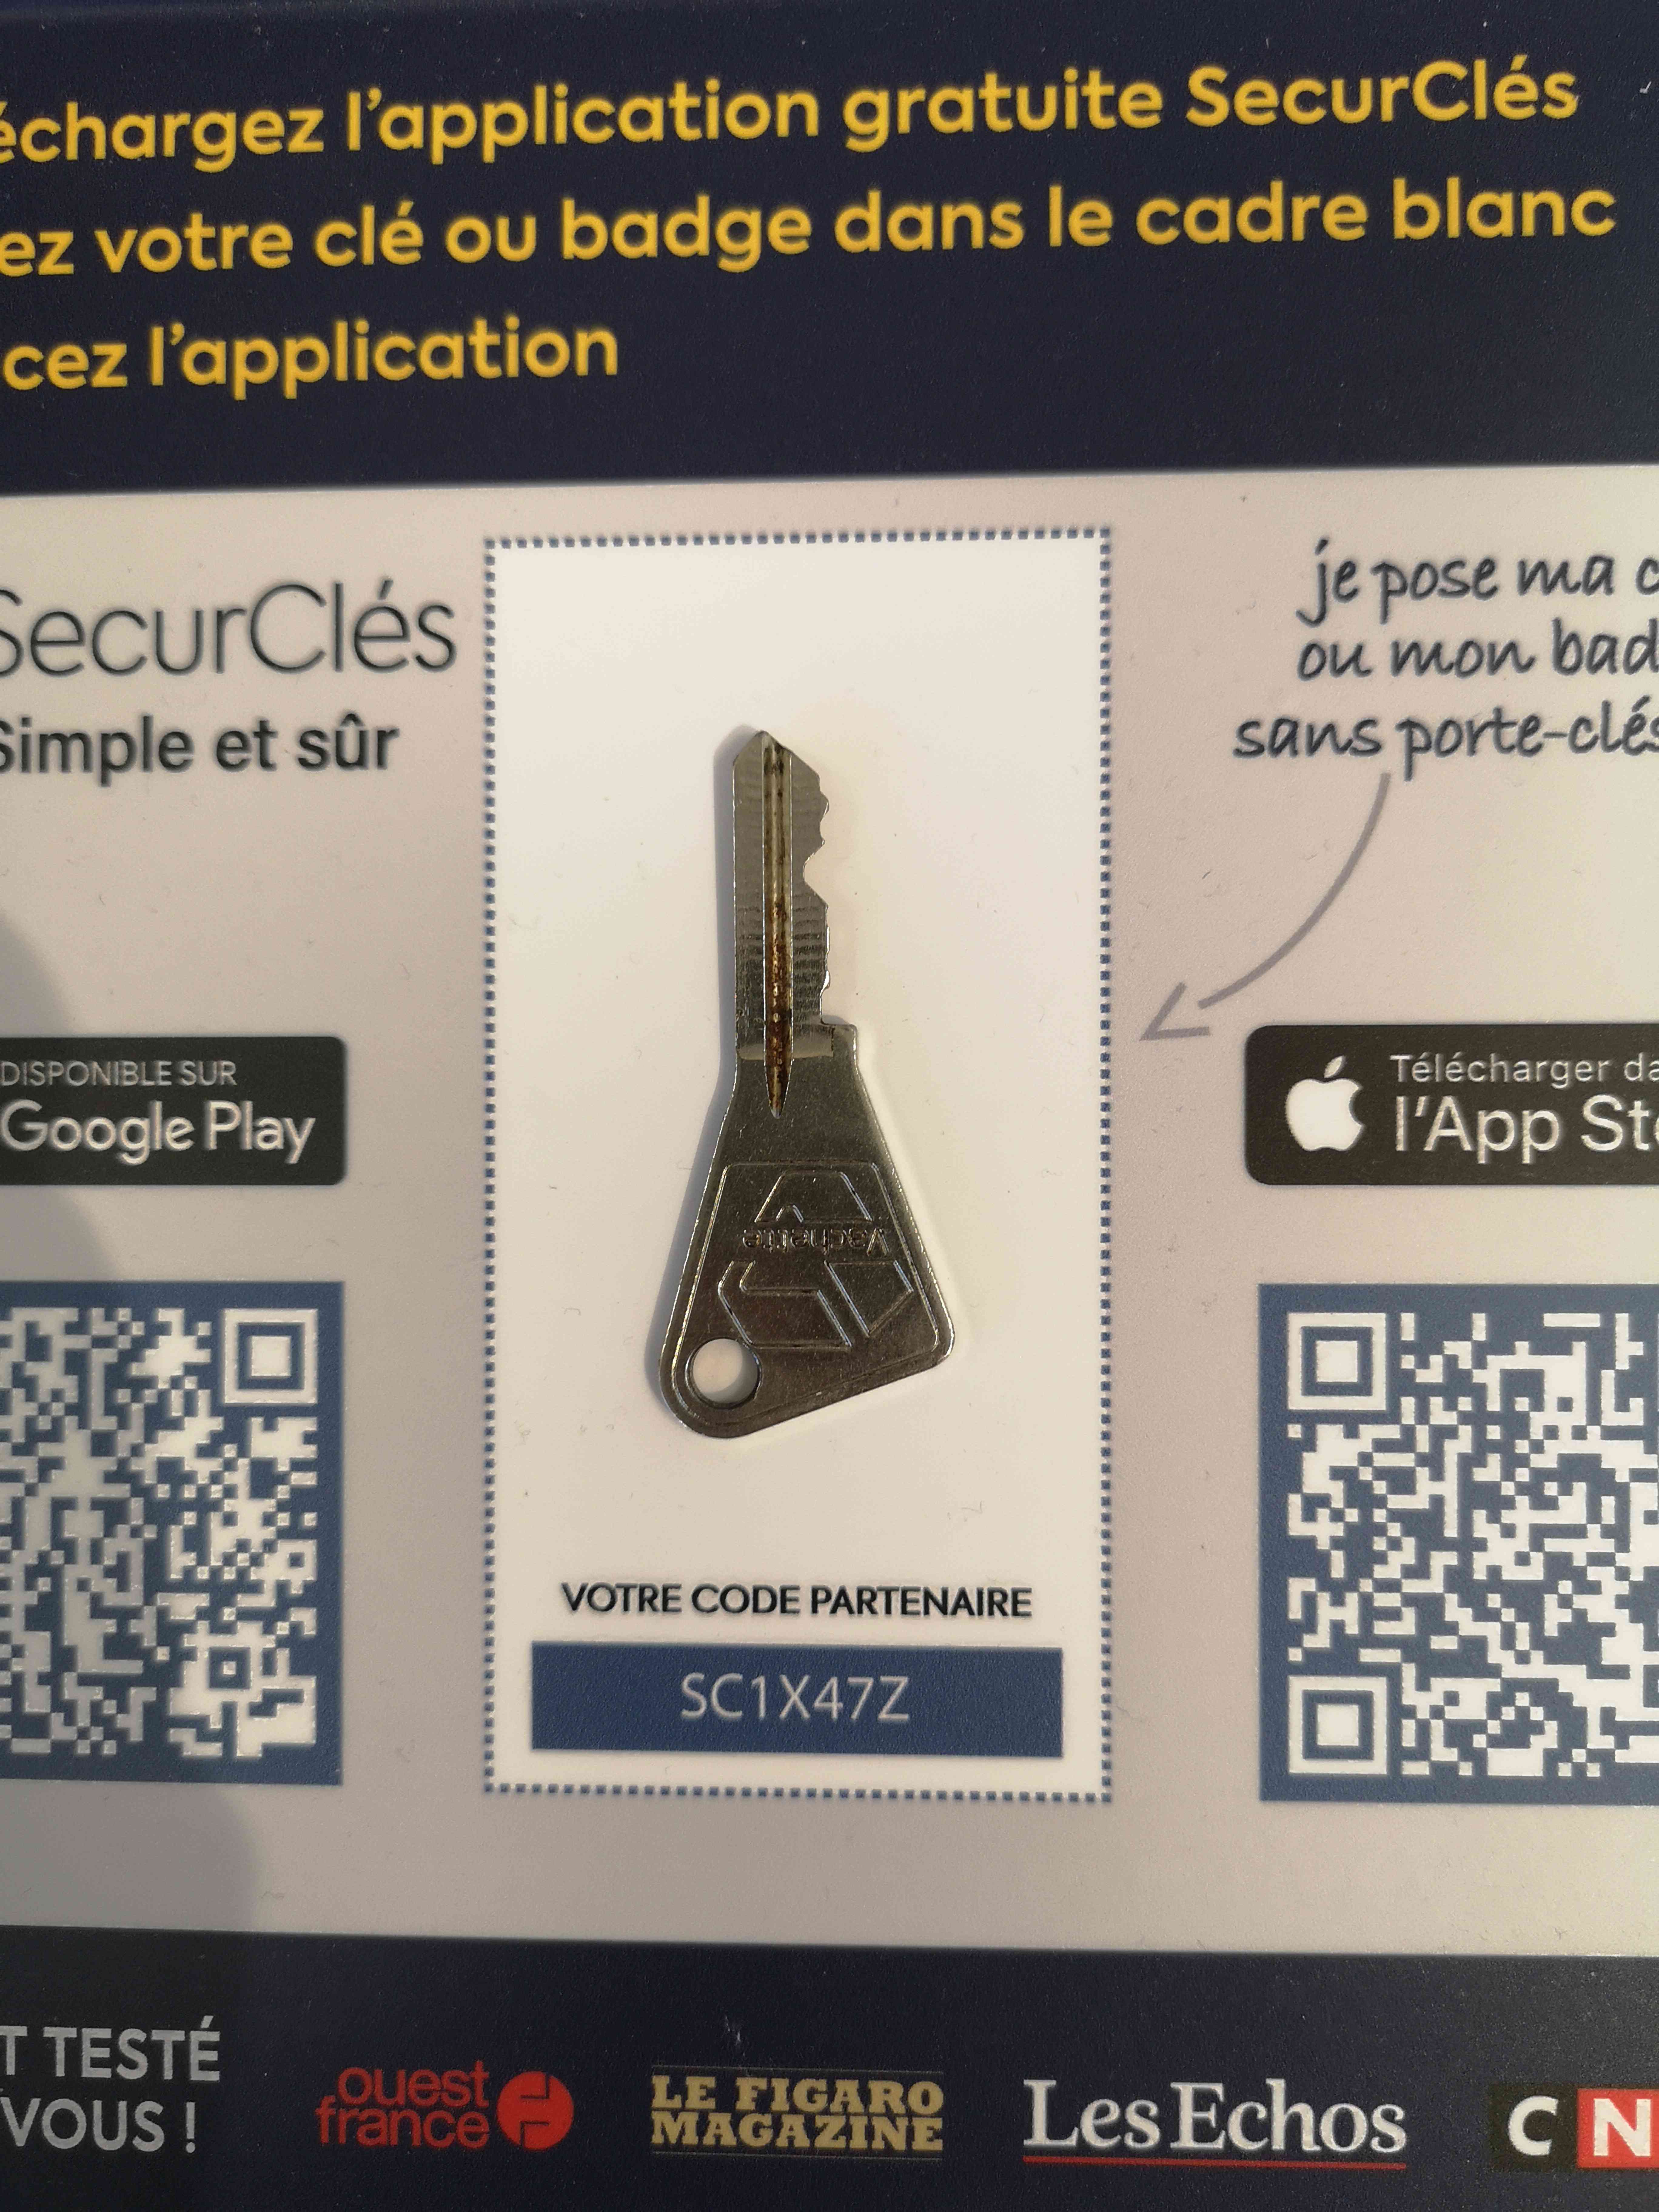 échargez l'application gratuite SecurClés
ez votre clé ou badge dans le cadre blanc
cez l'application
SecurClés
Simple et sûr
je pose ma c
ou mon bad
sans porte-clés
DISPONIBLE SUR
Google Play
Télécharger da
l'App Sto
Vachette
VOTRE CODE PARTENAIRE
SC1X47Z
T TESTÉ
VOUS !
ouest
france
LE FIGARO
MAGAZINE
Les Echos
CN